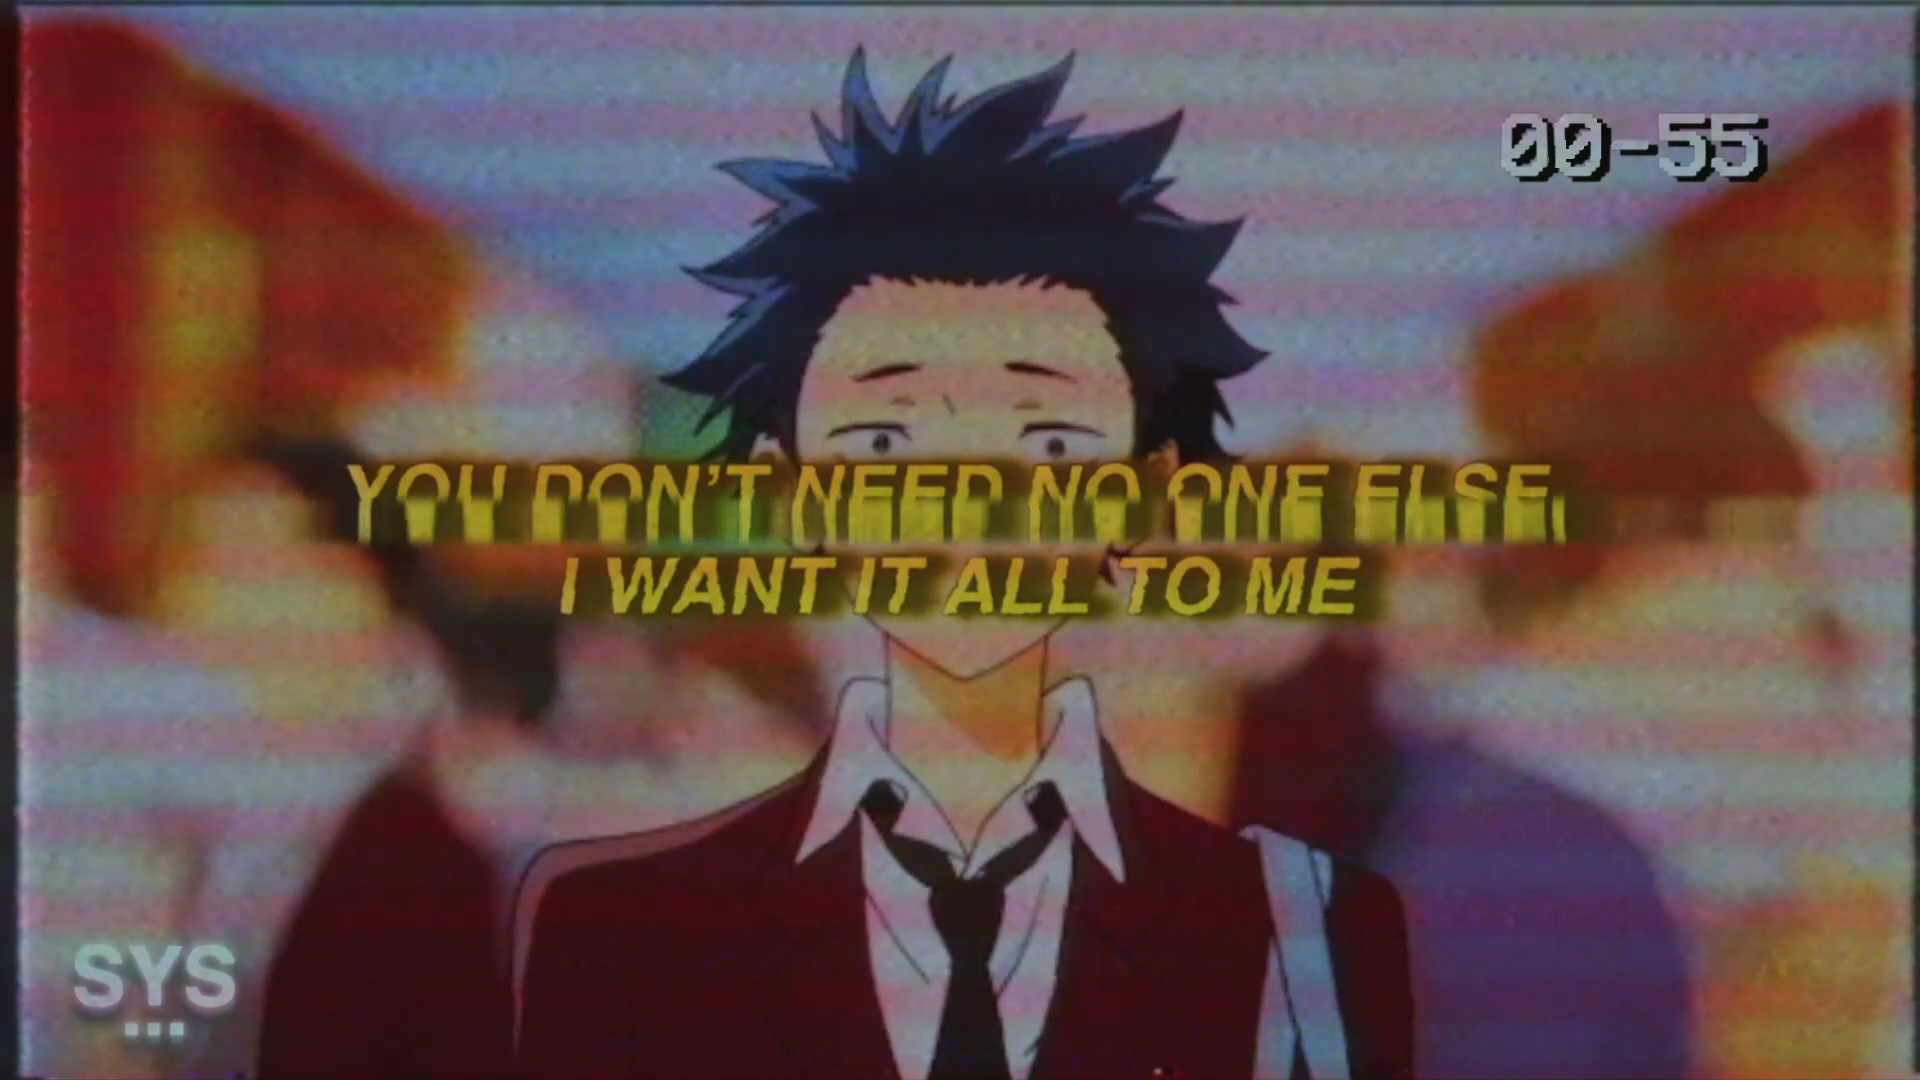 00-55
YOU DON'T NEED NO ONE ELSE,
I WANT IT ALL TO ME
SYS
...